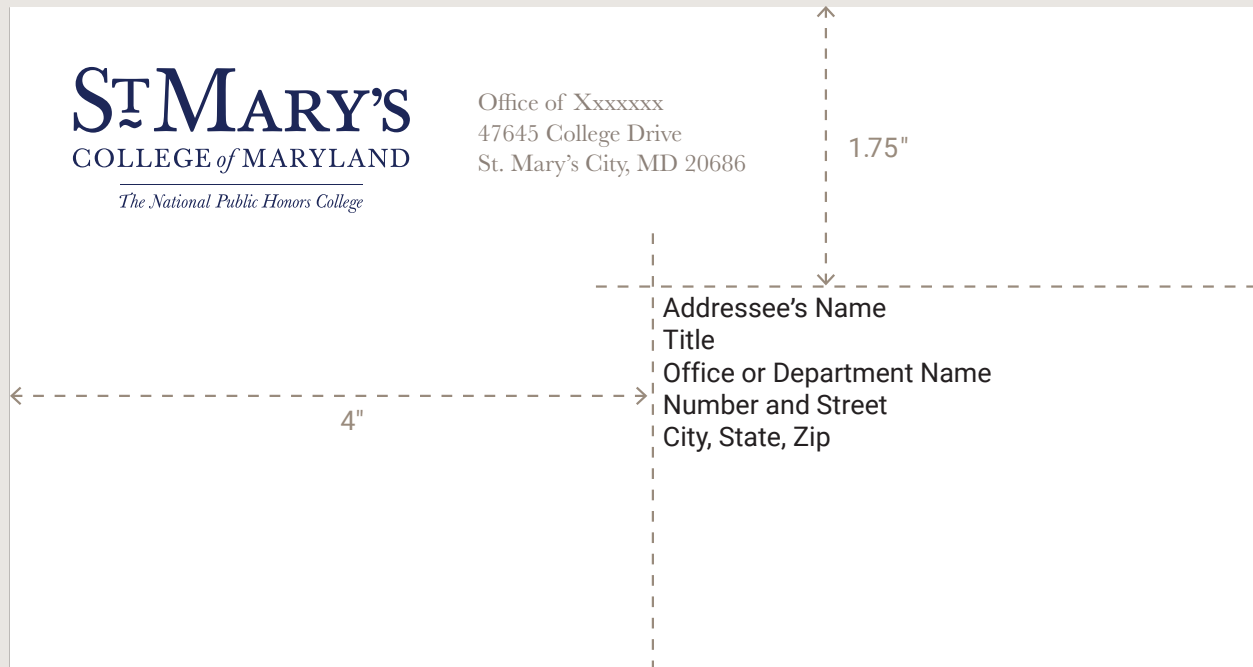 ST MARY'S
COLLEGE of MARYLAND
The National Public Honors College
Office of Xxxxxxx
47645 College Drive
St. Mary's City, MD 20686
1.75"
Addressee's Name
Title
Office or Department Name
Number and Street
City, State, Zip
4"